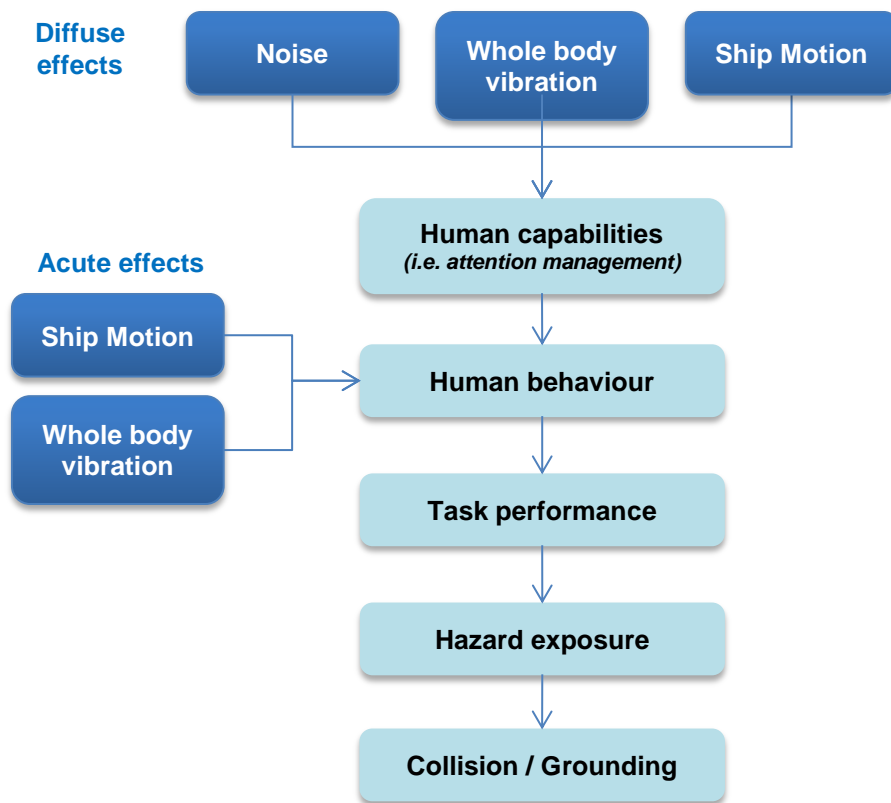 Diffuse
effects
Noise
Whole body
vibration
Ship Motion
Human capabilities
(i.e. attention management)
Acute effects
Ship Motion
Human behaviour
Whole body
vibration
Task performance
Hazard exposure
Collision / Grounding